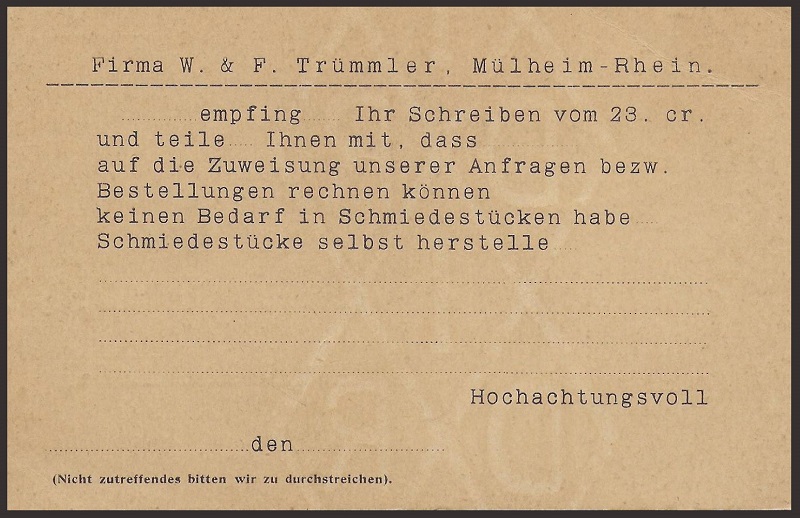 Firma W. & F. Trümmler, Mülheim-Rhein.
empfing Ihr Schreiben vom 23. cr.
und teile Ihnen mit, dass
auf die Zuweisung unserer Anfragen bezw.
Bestellungen rechnen können
keinen Bedarf in Schmiedestücken habe
Schmiedestücke selbst herstelle
Hochachtungsvoll
den
(Nicht zutreffendes bitten wir zu durchstreichen).